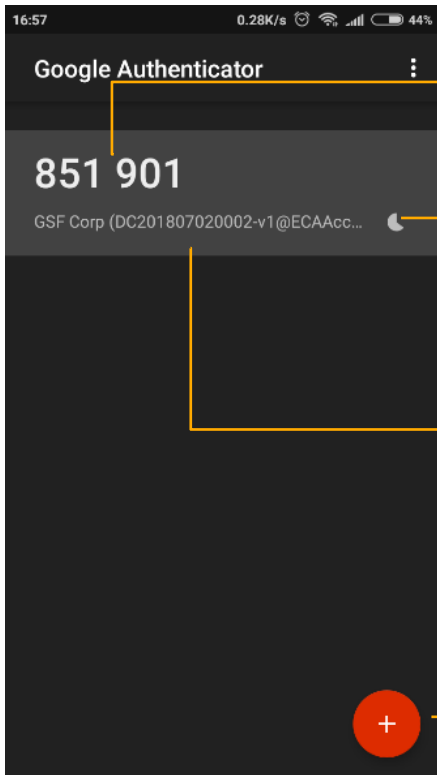 16:57 0.28K/s 44%
Google Authenticator
851 901
GSF Corp (DC201807020002-v1@ECAAcc...